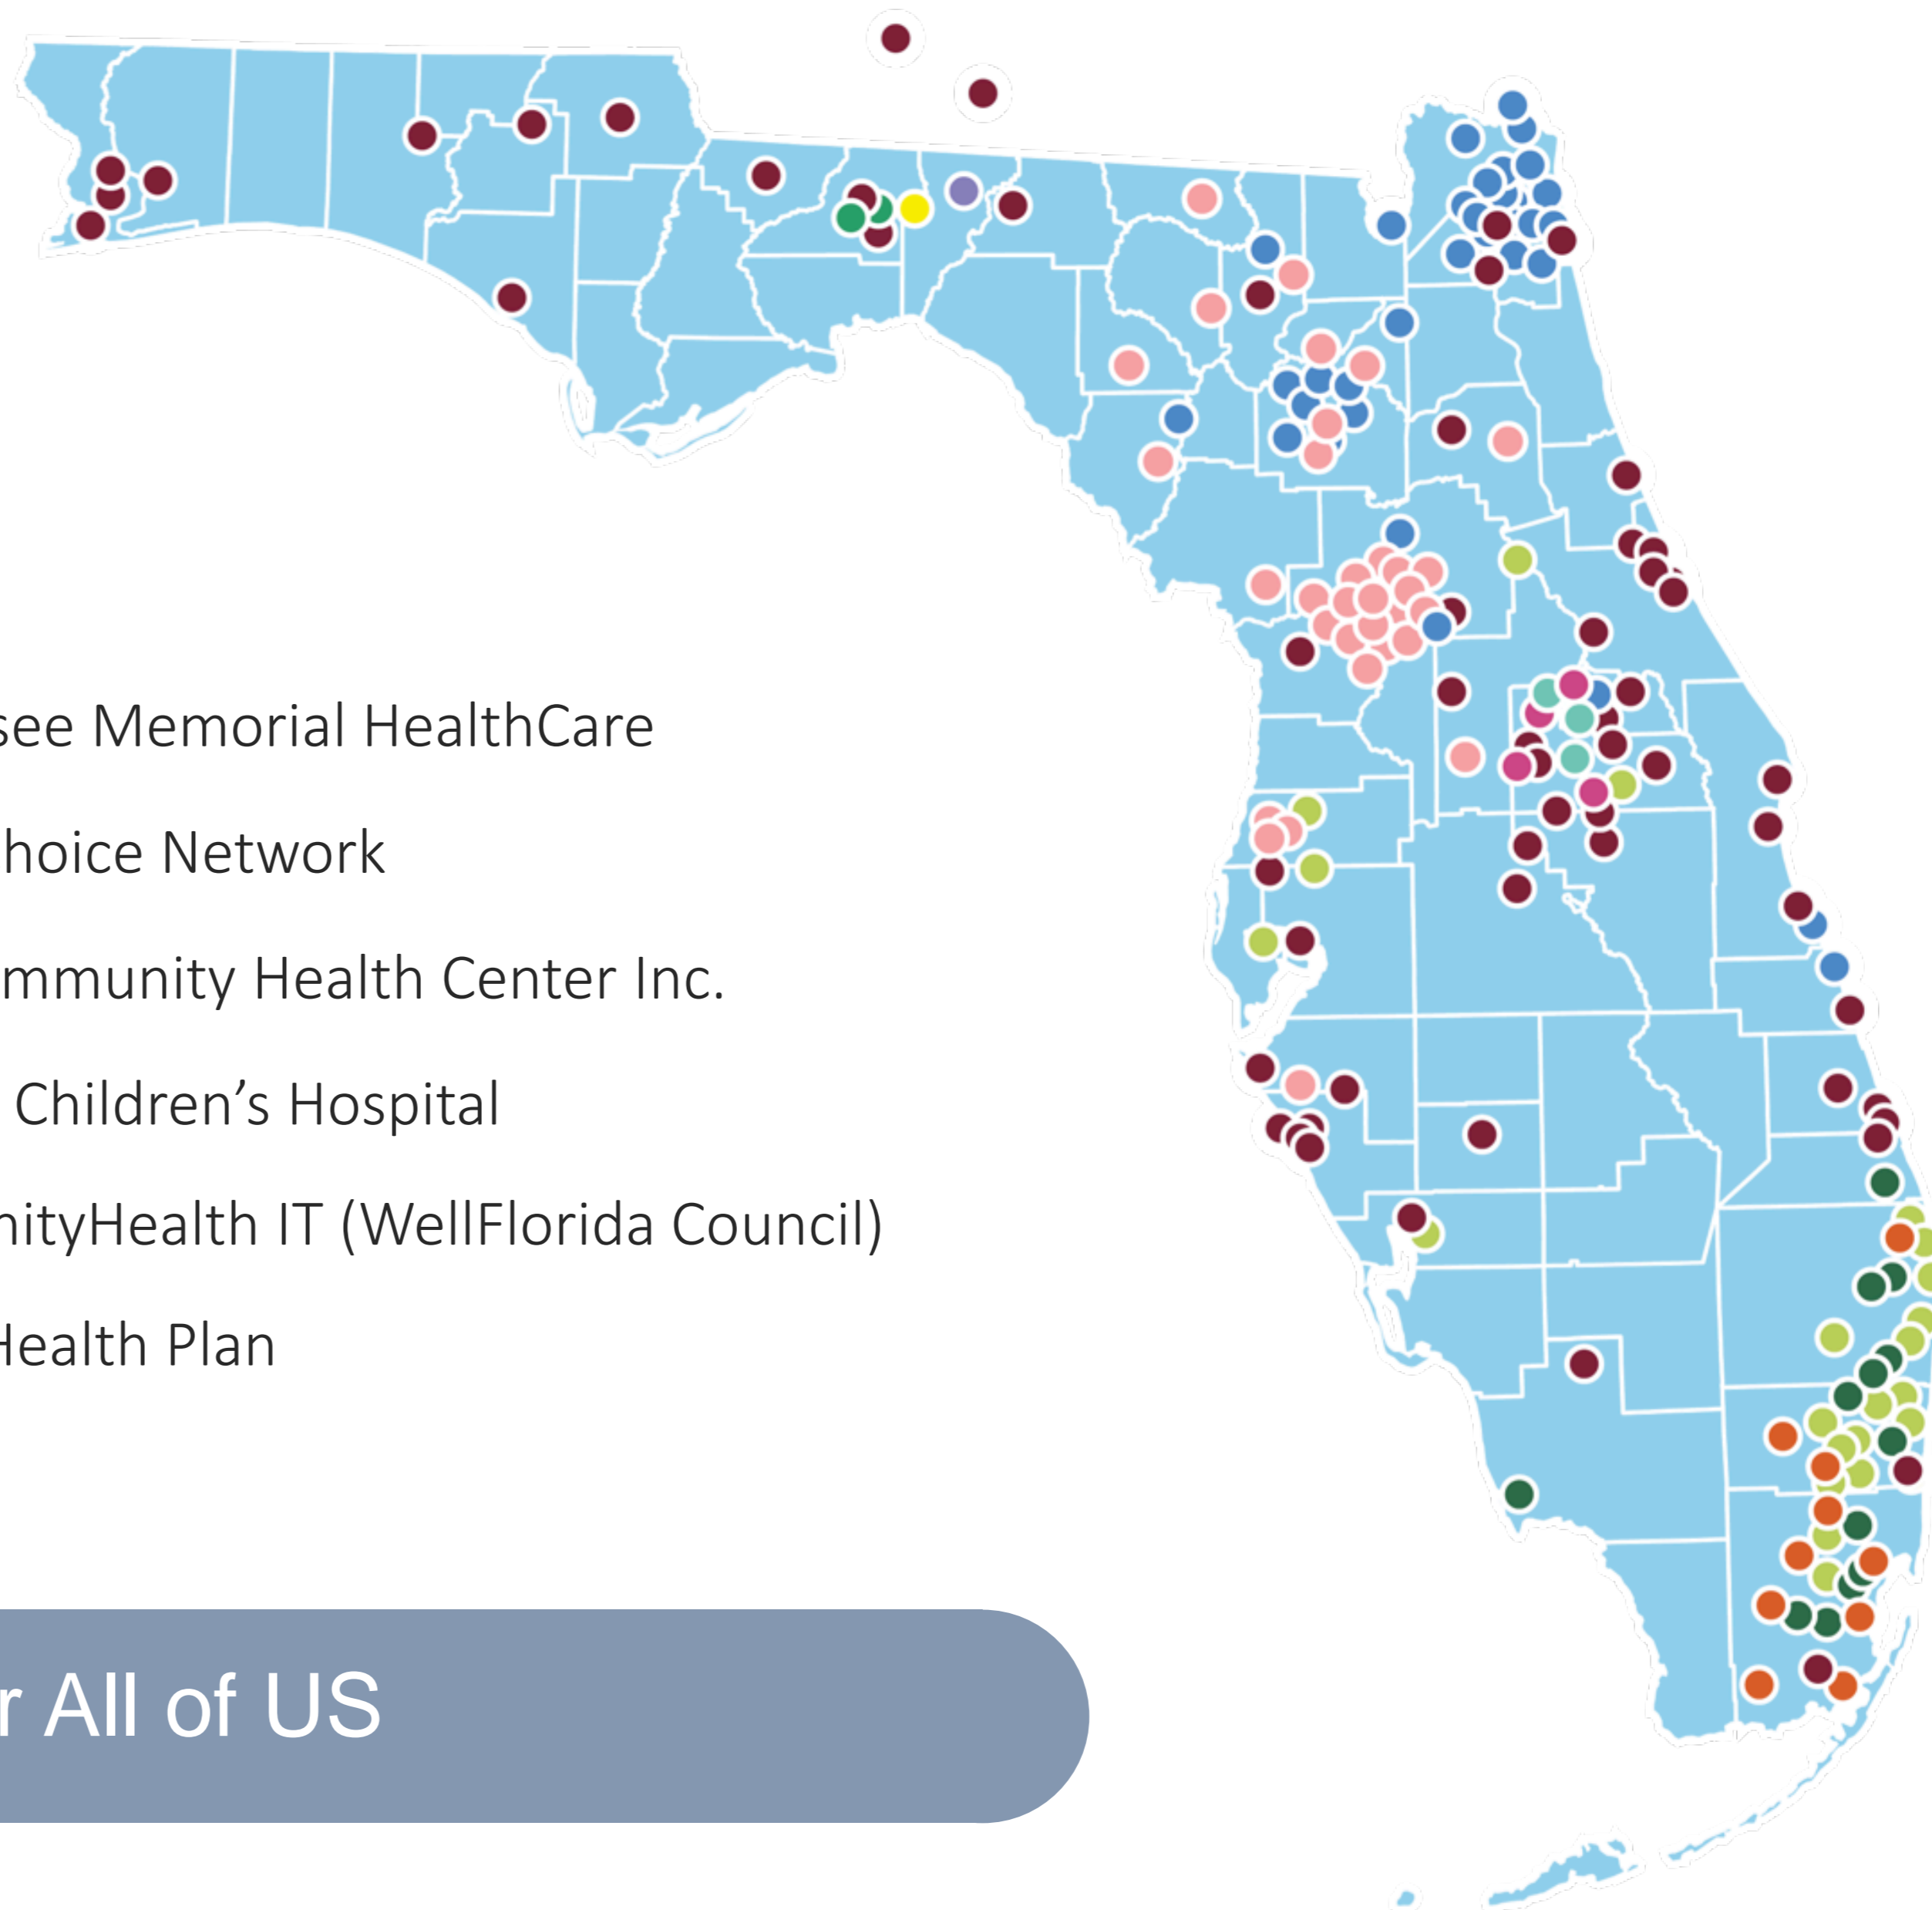 see Memorial HealthCare
hoice Network
mmunity Health Center Inc.
Children’s Hospital
nityHealth IT (WellFlorida Council)
Health Plan
r All of US